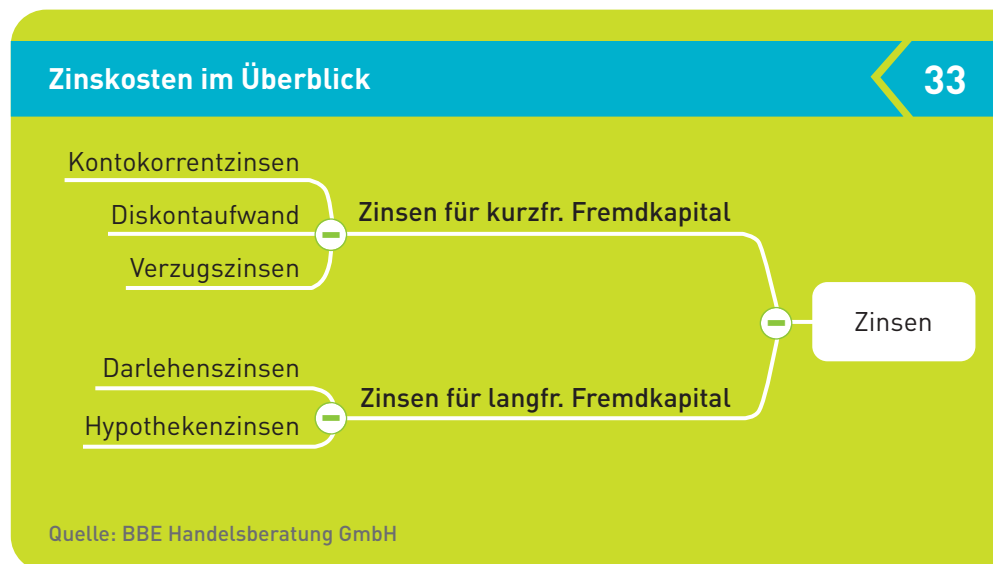 Zinskosten im Überblick
33
Kontokorrentzinsen
Diskontaufwand
Verzugszinsen
Zinsen für kurzfr. Fremdkapital
Darlehenszinsen
Hypothekenzinsen
Zinsen für langfr. Fremdkapital
Zinsen
Quelle: BBE Handelsberatung GmbH